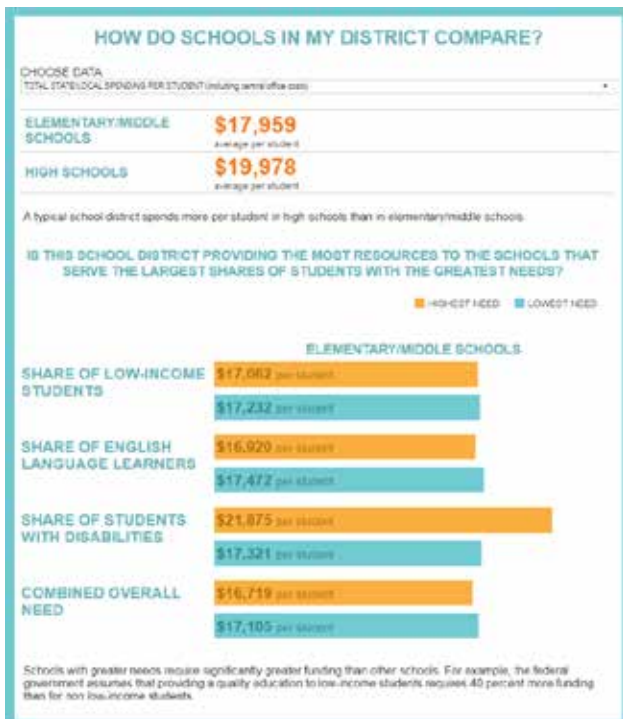 HOW DO SCHOOLS IN MY DISTRICT COMPARE?
CHOOSE DATA
TOTAL STATE/LOCAL SPENDING PER STUDENT (including central office costs)
ELEMENTARY/MIDDLE
SCHOOLS
$17,959
average per student
HIGH SCHOOLS
$19,978
average per student
A typical school district spends more per student in high schools than in elementary/middle schools.
IS THIS SCHOOL DISTRICT PROVIDING THE MOST RESOURCES TO THE SCHOOLS THAT
SERVE THE LARGEST SHARES OF STUDENTS WITH THE GREATEST NEEDS?
HIGHEST NEED LOWEST NEED
ELEMENTARY/MIDDLE SCHOOLS
SHARE OF LOW-INCOME
STUDENTS
$17,062 per student
$17,232 per student
SHARE OF ENGLISH
LANGUAGE LEARNERS
$16,920 per student
$17,472 per student
SHARE OF STUDENTS
WITH DISABILITIES
$21,875 per student
$17,321 per student
COMBINED OVERALL
NEED
$16,719 per student
$17,105 per student
Schools with greater needs require significantly greater funding than other schools. For example, the federal
government assumes that providing a quality education to low-income students requires 40 percent more funding
than for non low-income students.